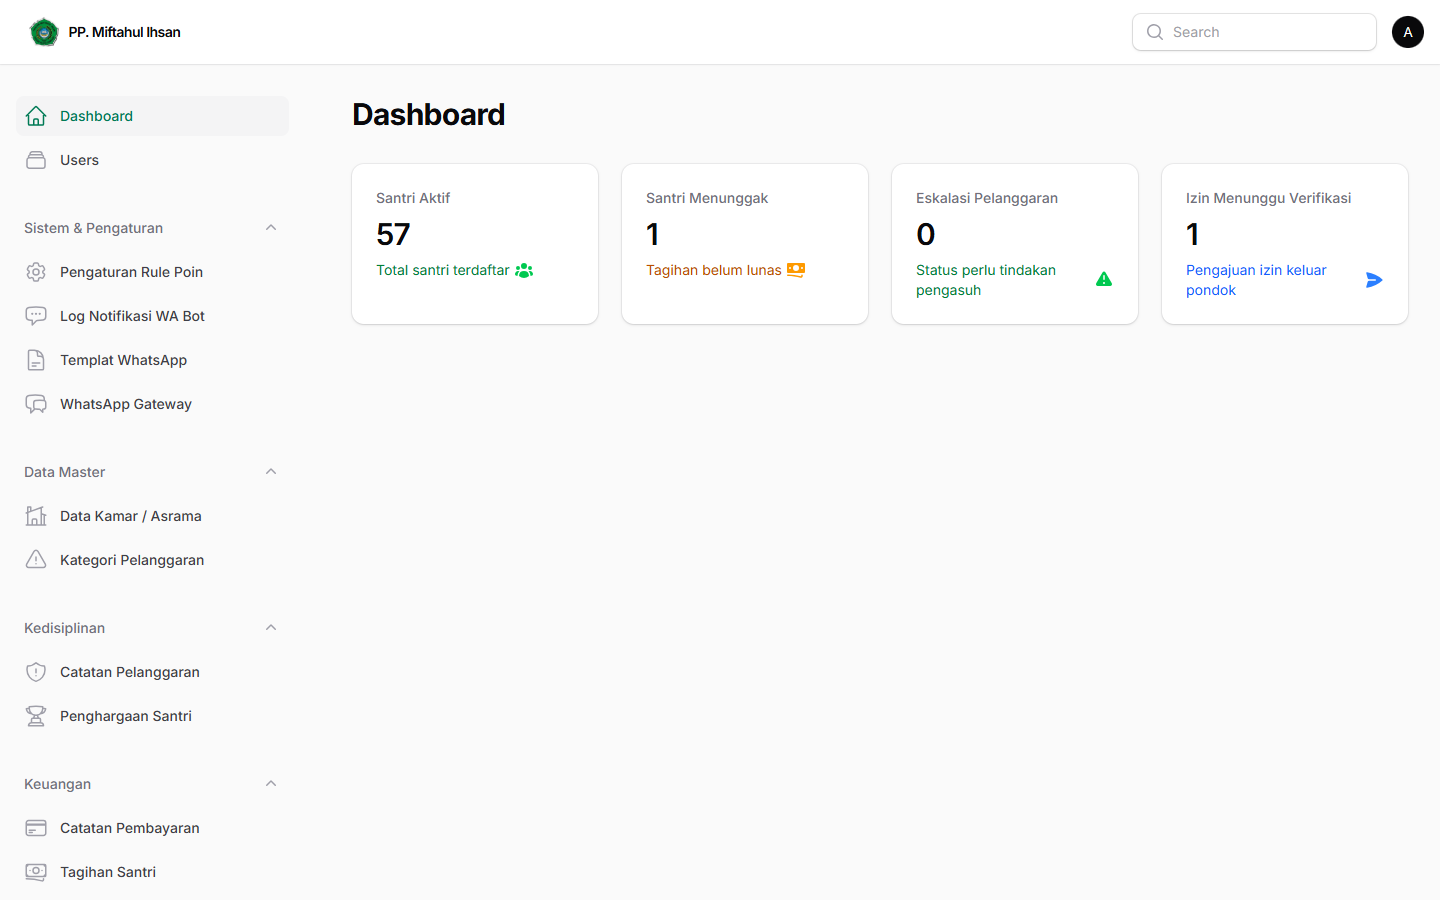 PP. Miftahul Ihsan
Search
A
Dashboard
Users
Sistem & Pengaturan
Pengaturan Rule Poin
Log Notifikasi WA Bot
Templat WhatsApp
WhatsApp Gateway
Data Master
Data Kamar / Asrama
Kategori Pelanggaran
Kedisiplinan
Catatan Pelanggaran
Penghargaan Santri
Keuangan
Catatan Pembayaran
Tagihan Santri
Dashboard
Santri Aktif
57
Total santri terdaftar
Santri Menunggak
1
Tagihan belum lunas
Eskalasi Pelanggaran
0
Status perlu tindakan
pengasuh
Izin Menunggu Verifikasi
1
Pengajuan izin keluar
pondok